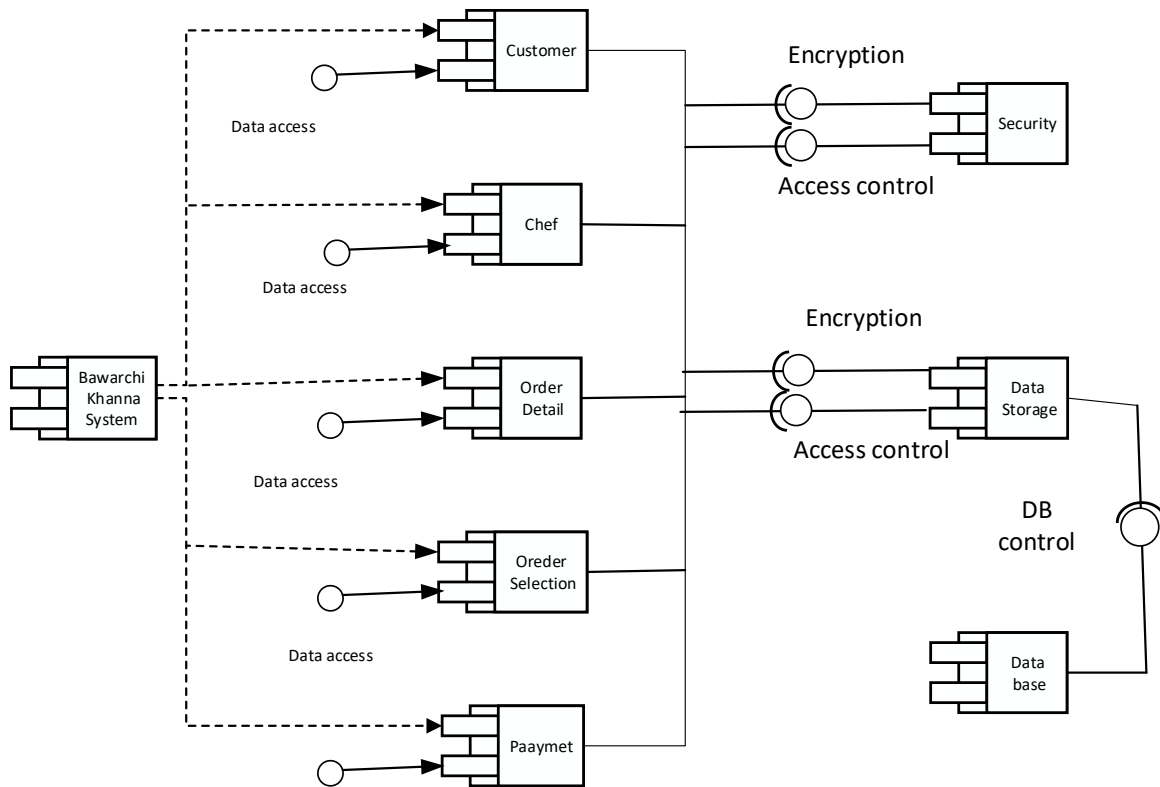 Customer
Data access
Encryption
Security
Access control
Chef
Data access
Encryption
Bawarchi
Khanna
System
Order
Detail
Data
Storage
Access control
Data access
DB
control
Oreder
Selection
Data access
Data
base
Paaymet